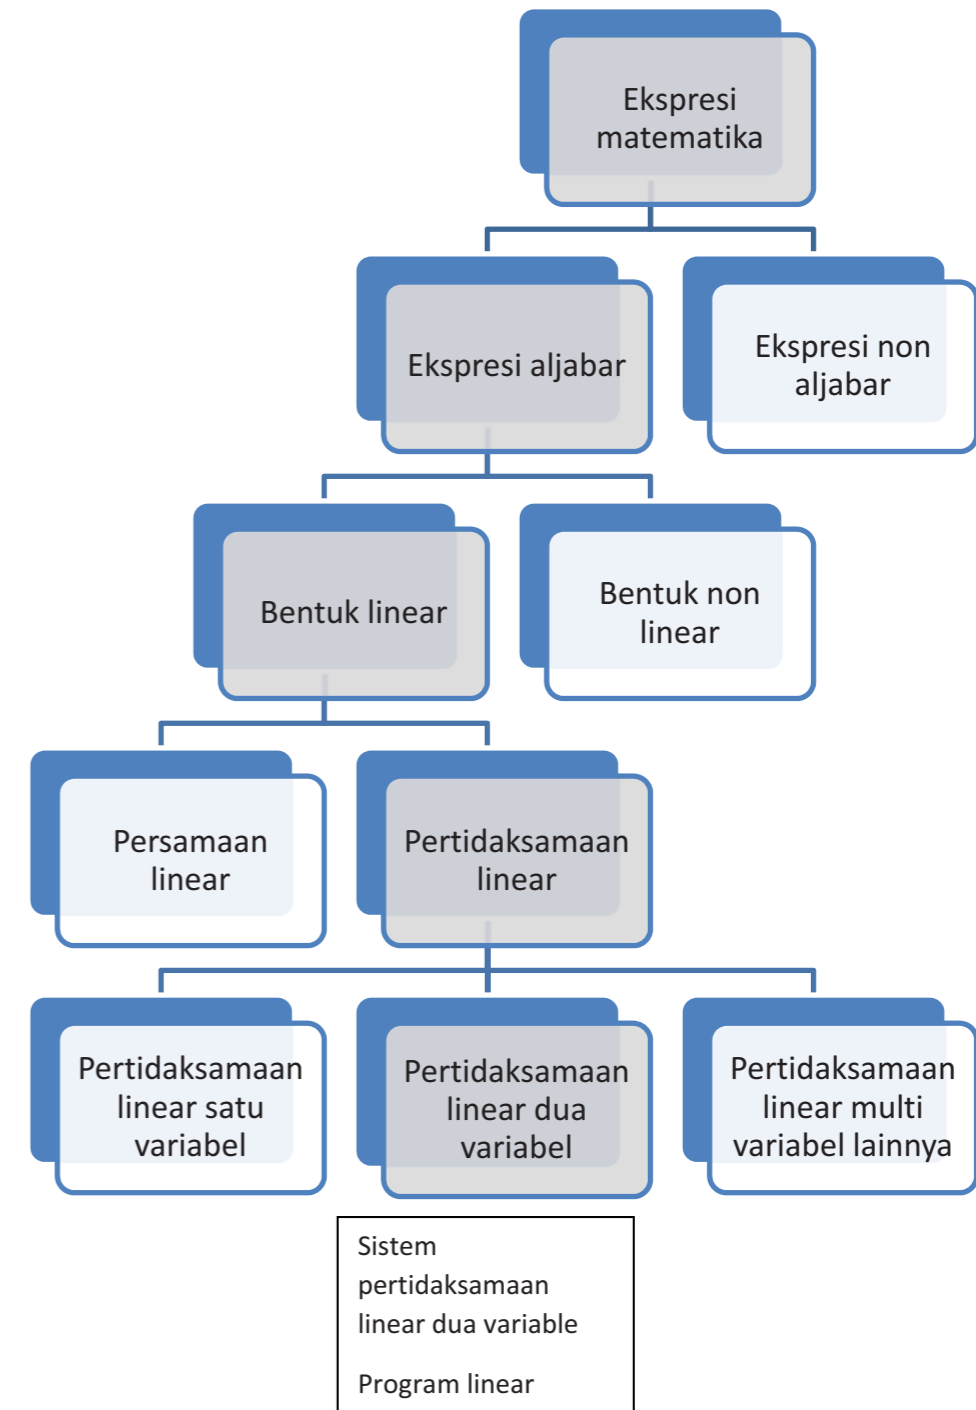 Ekspresi
matematika
Ekspresi aljabar
Ekspresi non
aljabar
Bentuk linear
Bentuk non
linear
Persamaan
linear
Pertidaksamaan
linear
Pertidaksamaan
linear satu
variabel
Pertidaksamaan
linear dua
variabel
Pertidaksamaan
linear multi
variabel lainnya
Sistem
pertidaksamaan
linear dua variable
Program linear